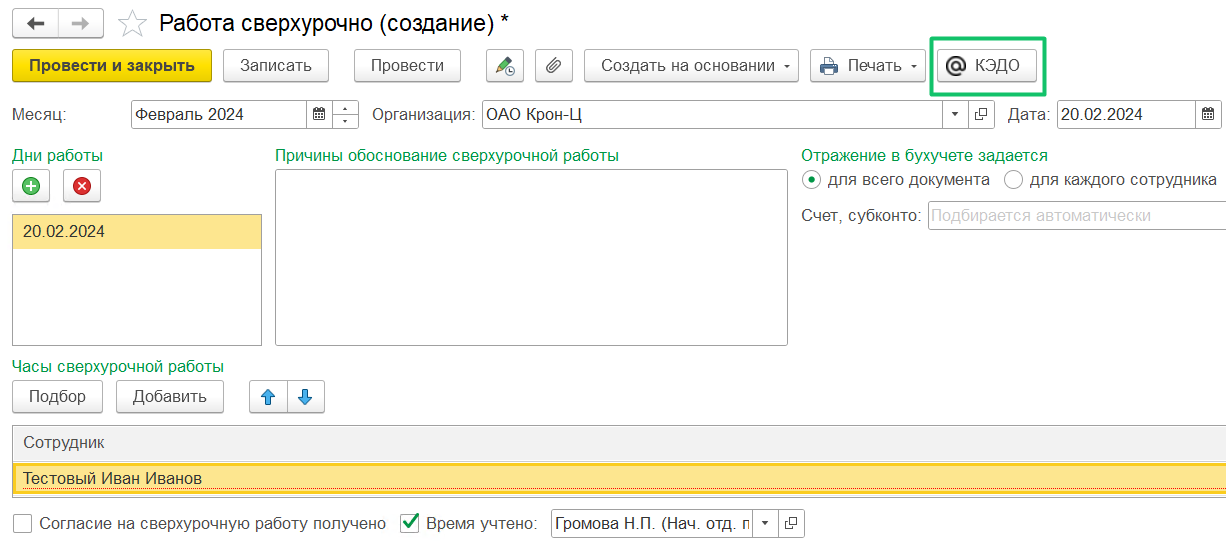 Работа сверхурочно (создание) *
Провести и закрыть Записать Провести Создать на основании Печать @ КЭДО
Месяц: Февраль 2024 Организация: ОАО Крон-Ц Дата: 20.02.2024
Дни работы Причины обоснование сверхурочной работы Отражение в бухучете задается
для всего документа для каждого сотрудника
Счет, субконто: Подбирается автоматически
20.02.2024
Часы сверхурочной работы
Подбор Добавить
Сотрудник
Тестовый Иван Иванов
Согласие на сверхурочную работу получено Время учтено: Громова Н.П. (Нач. отд. п